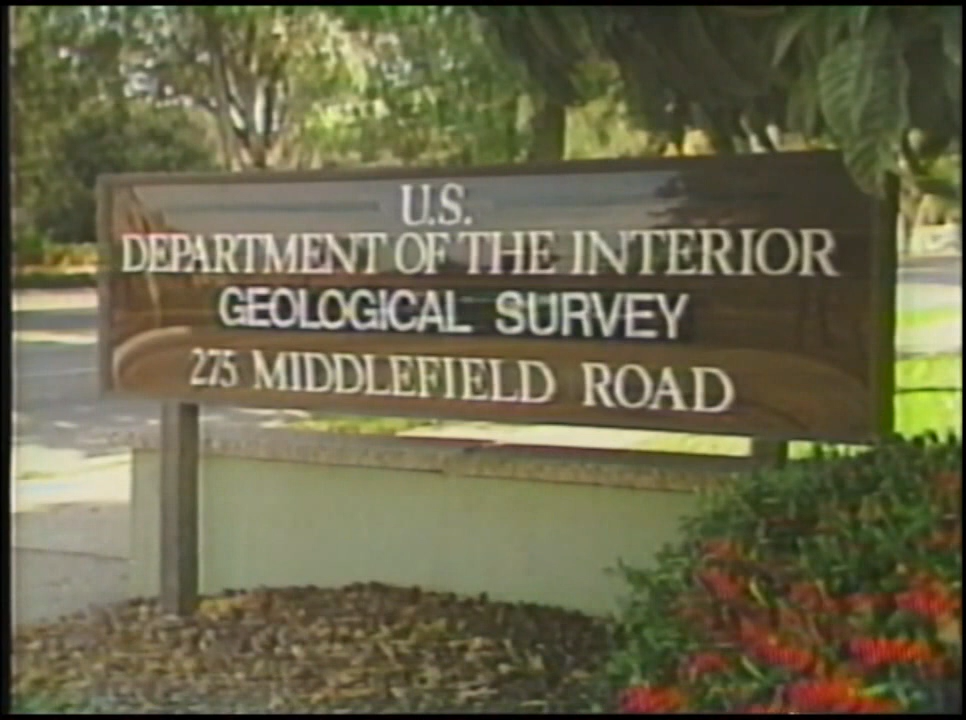 U.S.
DEPARTMENT OF THE INTERIOR
GEOLOGICAL SURVEY
275 MIDDLEFIELD ROAD